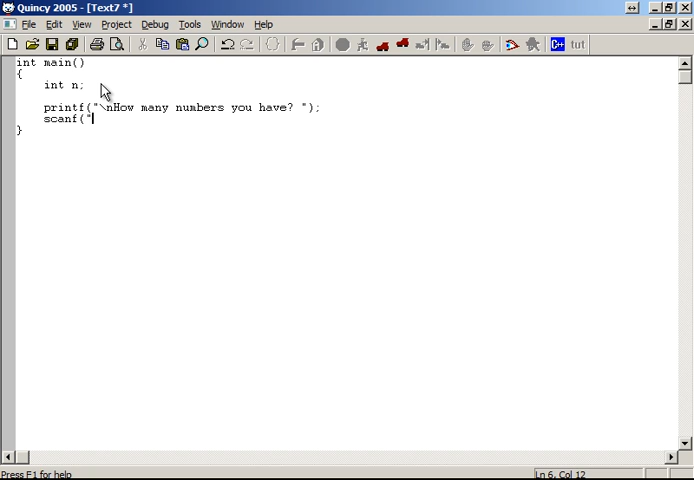 Quincy 2005 - [Text7 *]
File Edit View Project Debug Tools Window Help
C++ tut
int main()
{
int n;
printf("\nHow many numbers you have? ");
scanf("
}
Press F1 for help
Ln 6, Col 12